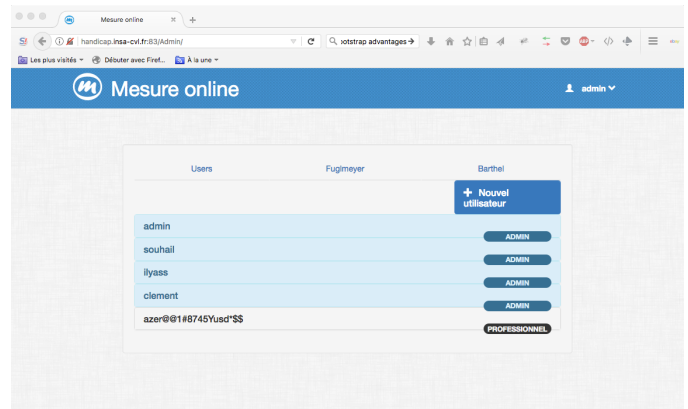 Mesure online
handicap.insa-cvl.fr:83/Admin/
otstrap advantages
Les plus visités
Débuter avec Firef...
À la une
Mesure online
admin
Users Fuglmeyer Barthel
+ Nouvel
utilisateur
admin
ADMIN
souhail
ADMIN
ilyass
ADMIN
clement
ADMIN
azer@@1#8745Yusd*$$
PROFESSIONNEL